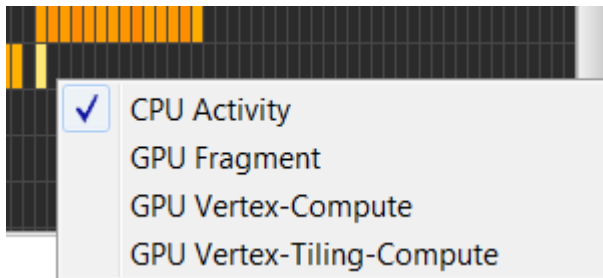 CPU Activity
GPU Fragment
GPU Vertex-Compute
GPU Vertex-Tiling-Compute